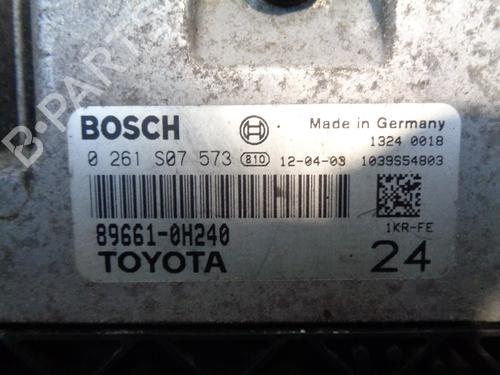 BOSCH
Made in Germany
1324 0018
0 261 S07 573 810 12-04-03 1039S54803
89661-0H240
1KR-FE
TOYOTA
24
B-PARTS